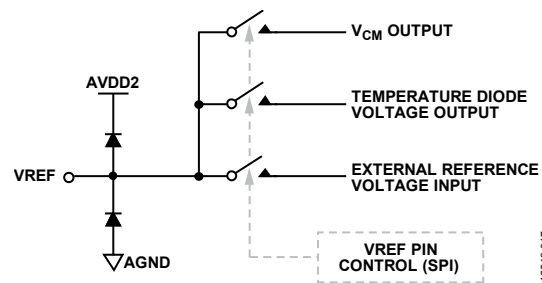 VCM OUTPUT
AVDD2
TEMPERATURE DIODE
VOLTAGE OUTPUT
VREF
EXTERNAL REFERENCE
VOLTAGE INPUT
AGND
VREF PIN
CONTROL (SPI)